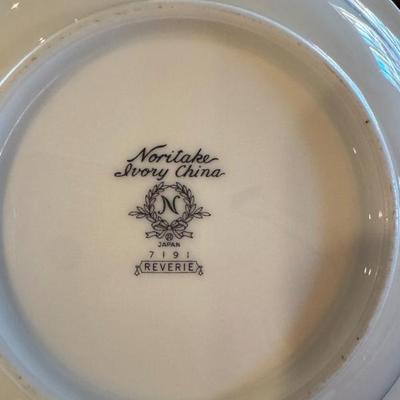 Noritake
Ivory China
N
JAPAN
7191
REVERIE